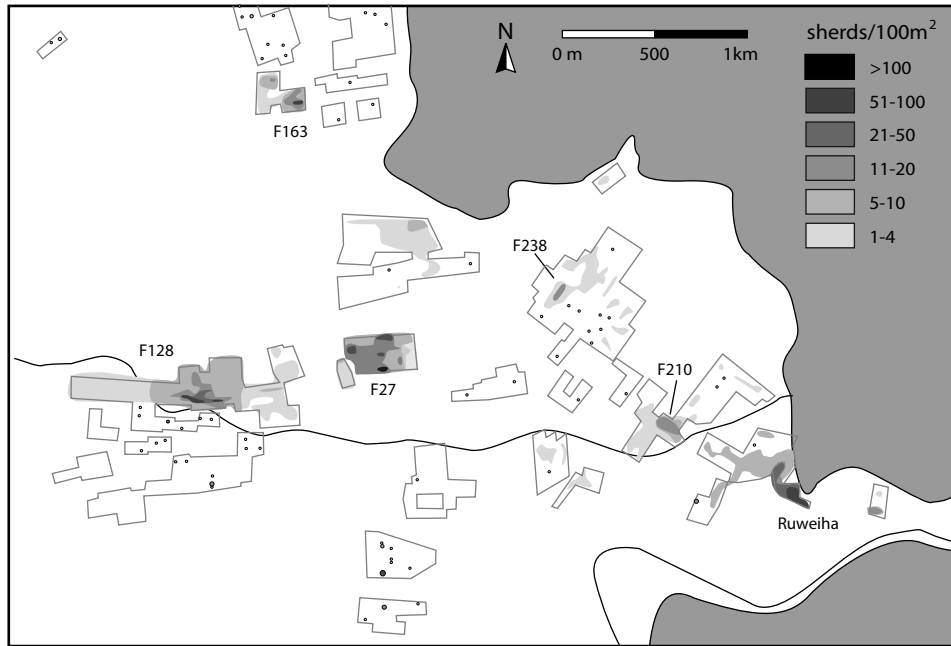 N
0 m 500 1km
sherds/100m²
>100
51-100
21-50
11-20
5-10
1-4
F163
F238
F128
F27
F210
Ruweiha